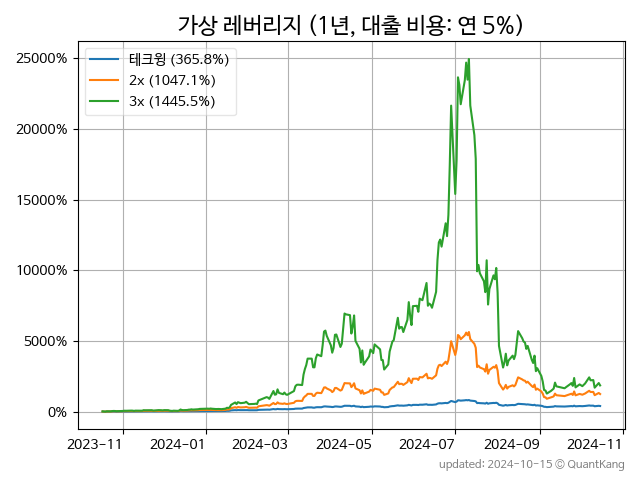 가상 레버리지 (1년, 대출 비용: 연 5%)
테크윙 (365.8%)
2x (1047.1%)
3x (1445.5%)
25000%
20000%
15000%
10000%
5000%
0%
2023-11 2024-01 2024-03 2024-05 2024-07 2024-09 2024-11
updated: 2024-10-15 © QuantKang